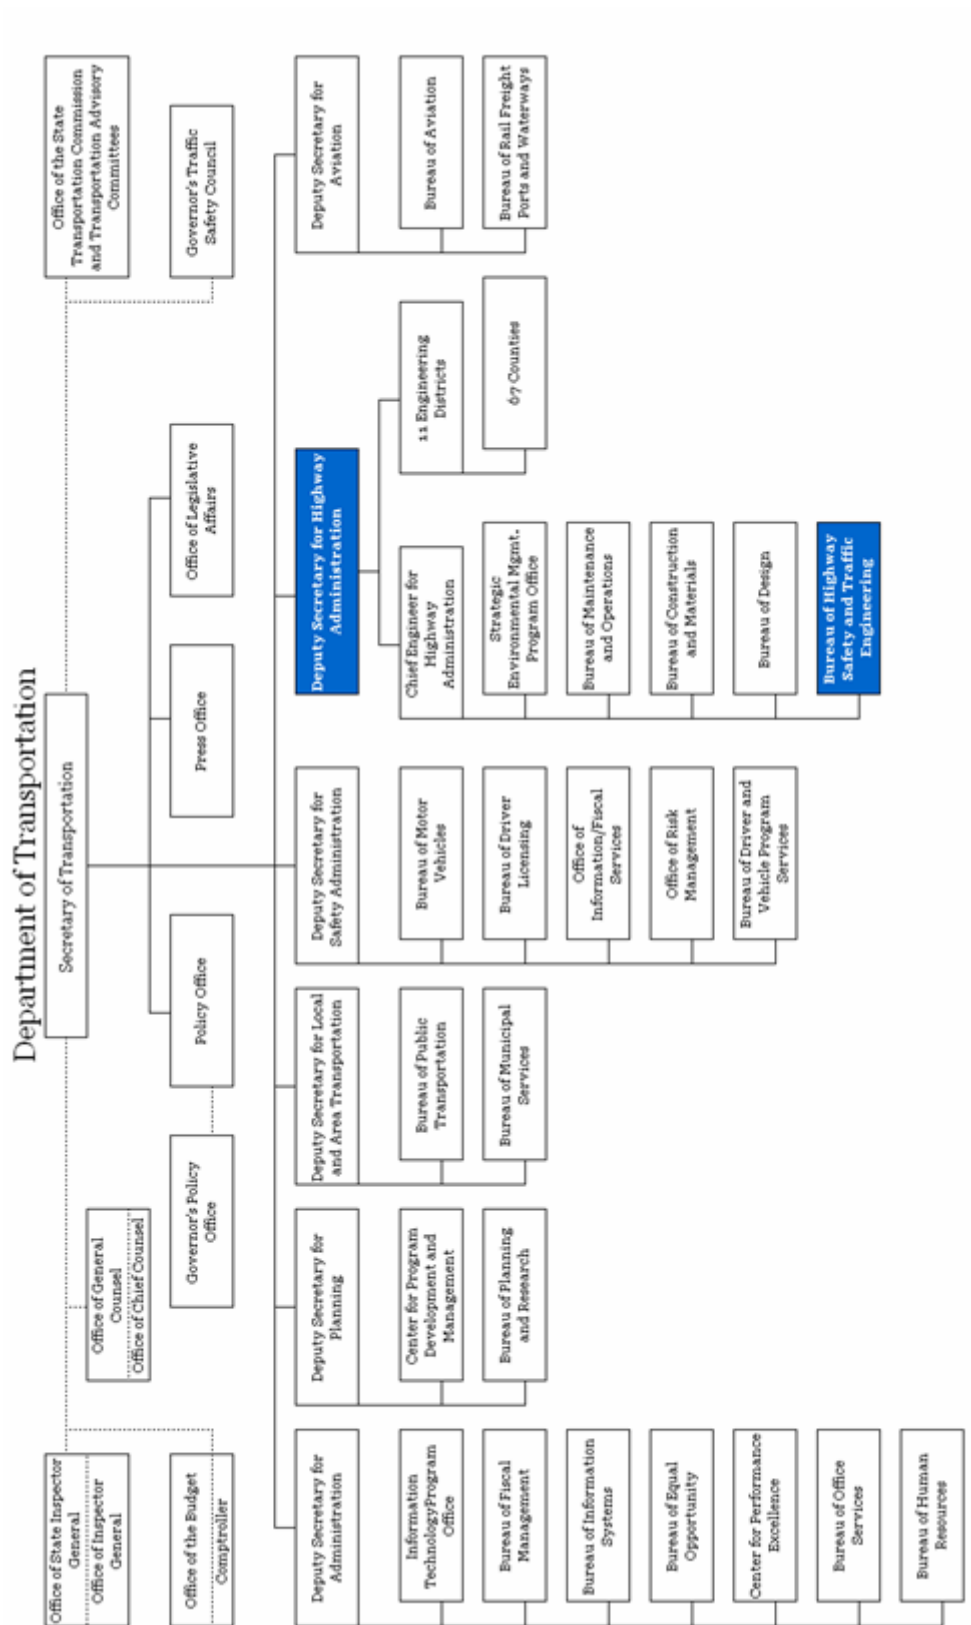 Department of Transportation
Secretary of Transportation
Office of State Inspector
General
Office of Inspector
General
Office of General
Counsel
Office of Chief Counsel
Office of the State
Transportation Commission
and Transportation Advisory
Committees
Office of the Budget
Comptroller
Governor's Policy
Office
Policy Office
Press Office
Office of Legislative
Affairs
Governor's Traffic
Safety Council
Deputy Secretary for
Administration
Information
Technology/Program
Office
Bureau of Fiscal
Management
Bureau of Information
Systems
Bureau of Equal
Opportunity
Center for Performance
Excellence
Bureau of Office
Services
Bureau of Human
Resources
Deputy Secretary for
Planning
Center for Program
Development and
Management
Bureau of Planning
and Research
Deputy Secretary for Local
and Area Transportation
Bureau of Public
Transportation
Bureau of Municipal
Services
Deputy Secretary for
Safety Administration
Bureau of Motor
Vehicles
Bureau of Driver
Licensing
Office of
Information/Fiscal
Services
Office of Risk
Management
Bureau of Driver and
Vehicle Program
Services
Deputy Secretary for Highway
Administration
Chief Engineer for
Highway
Administration
Strategic
Environmental Mgmt.
Program Office
Bureau of Maintenance
and Operations
Bureau of Construction
and Materials
Bureau of Design
Bureau of Highway
Safety and Traffic
Engineering
11 Engineering
Districts
67 Counties
Deputy Secretary for
Aviation
Bureau of Aviation
Bureau of Rail Freight
Ports and Waterways